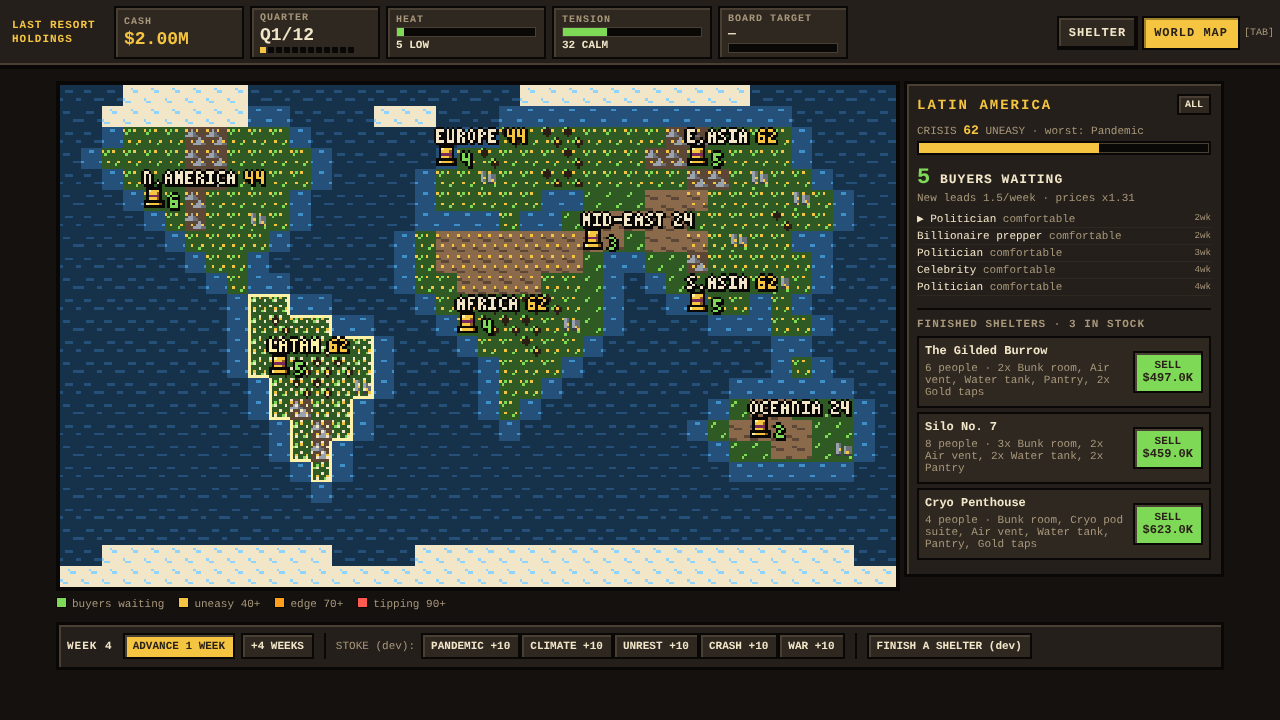 LAST RESORT
HOLDINGS
CASH
$2.00M
QUARTER
Q1/12
HEAT
5 LOW
TENSION
32 CALM
BOARD TARGET
—
SHELTER
WORLD MAP
[TAB]
EUROPE 44
4
E.ASIA 62
5
N.AMERICA 44
6
MID-EAST 24
3
S.ASIA 62
5
AFRICA 62
4
LATAM 62
5
OCEANIA 24
2
LATIN AMERICA
ALL
CRISIS 62 UNEASY · worst: Pandemic
5 BUYERS WAITING
New leads 1.5/week · prices x1.31
▶ Politician comfortable 2wk
Billionaire prepper comfortable 2wk
Politician comfortable 3wk
Celebrity comfortable 4wk
Politician comfortable 4wk
FINISHED SHELTERS · 3 IN STOCK
The Gilded Burrow
6 people · 2x Bunk room, Air
vent, Water tank, Pantry, 2x
Gold taps
SELL
$497.0K
Silo No. 7
8 people · 3x Bunk room, 2x
Air vent, 2x Water tank, 2x
Pantry
SELL
$459.0K
Cryo Penthouse
4 people · Bunk room, Cryo pod
suite, Air vent, Water tank,
Pantry, Gold taps
SELL
$623.0K
buyers waiting
uneasy 40+
edge 70+
tipping 90+
WEEK 4
ADVANCE 1 WEEK
+4 WEEKS
STOKE (dev):
PANDEMIC +10
CLIMATE +10
UNREST +10
CRASH +10
WAR +10
FINISH A SHELTER (dev)